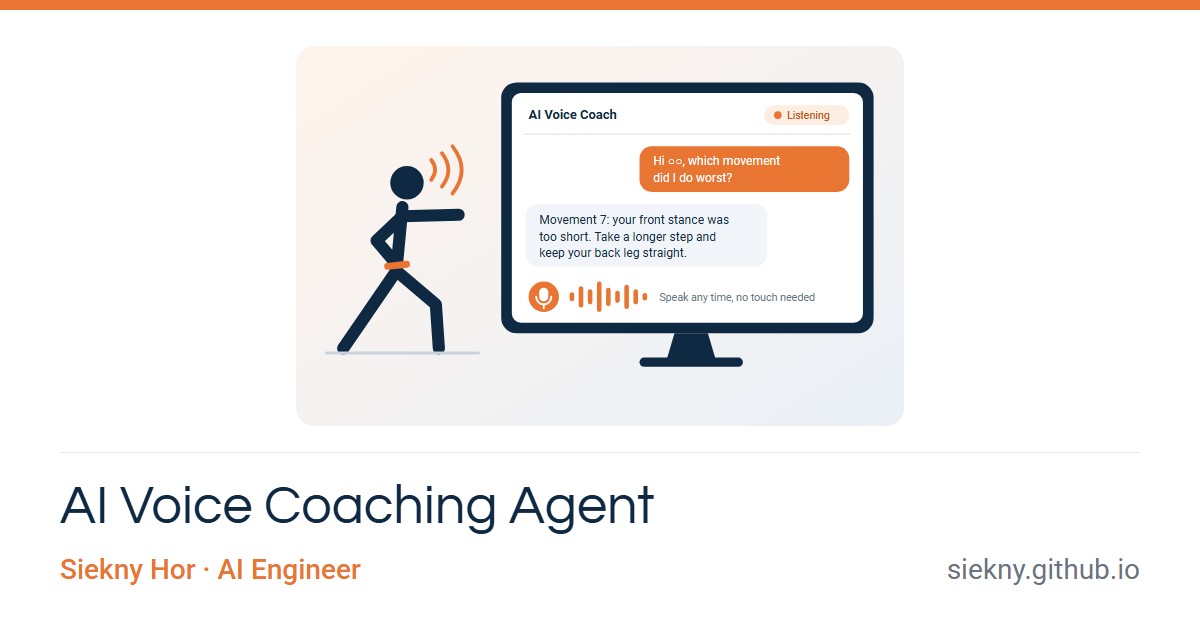 AI Voice Coach
Listening
Hi ○○, which movement
did I do worst?
Movement 7: your front stance was
too short. Take a longer step and
keep your back leg straight.
Speak any time, no touch needed
AI Voice Coaching Agent
Siekny Hor · AI Engineer
siekny.github.io